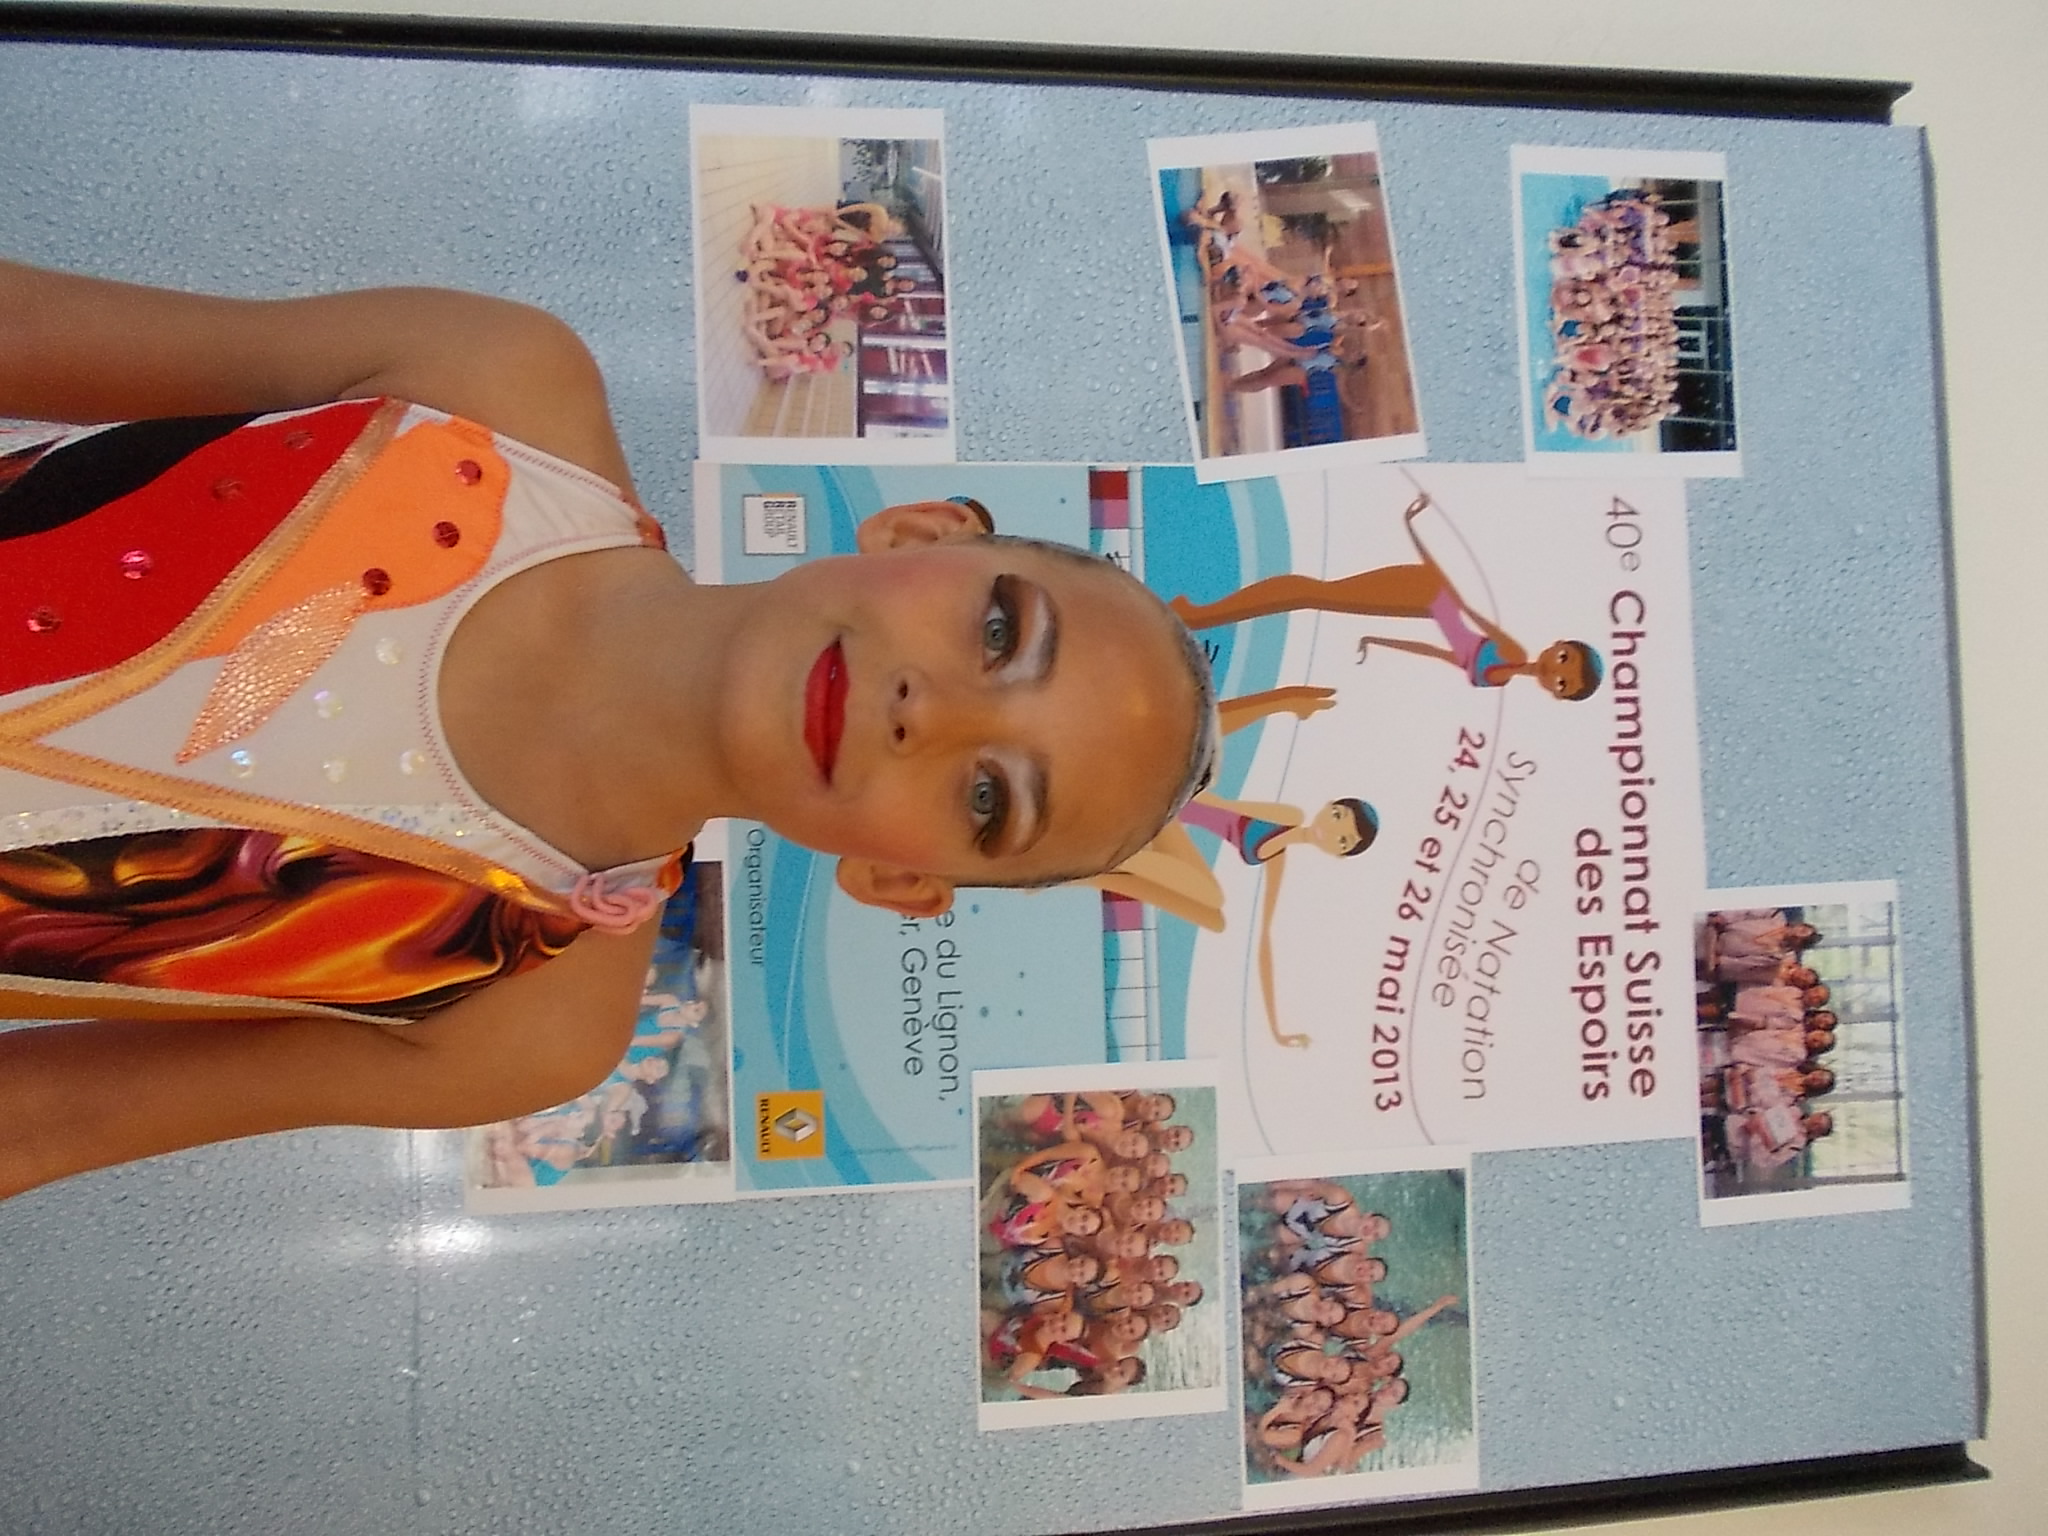 40e Championnat Suisse
des Espoirs
de Natation
Synchronisée
24, 25 et 26 mai 2013
du Lignon,
Genève
RENAULT
RETAIL
GROUP
Organisateur
RENAULT